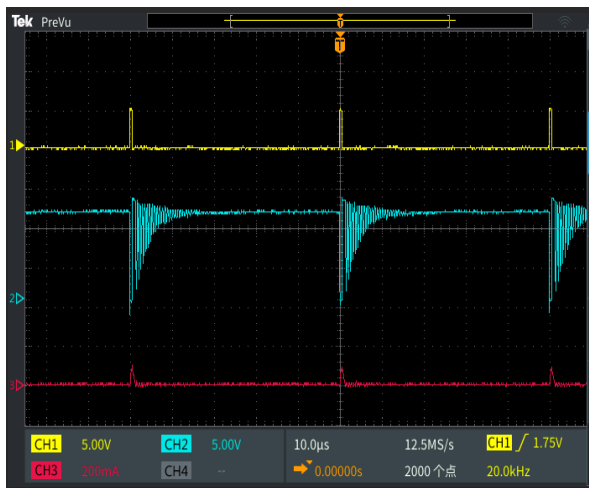 Tek PreVu
T
T
1
2
3
CH1 5.00V CH2 5.00V 10.0µs 12.5MS/s CH1 1.75V
CH3 200mA CH4 -- 0.00000s 2000 个点 20.0kHz